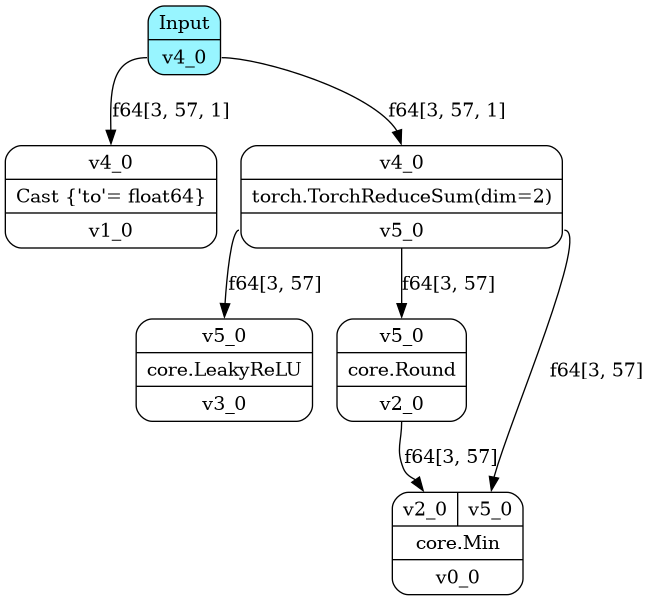 Input
v4_0
f64[3, 57, 1]
f64[3, 57, 1]
v4_0
Cast {'to'= float64}
v1_0
v4_0
torch.TorchReduceSum(dim=2)
v5_0
f64[3, 57]
f64[3, 57]
f64[3, 57]
v5_0
core.LeakyReLU
v3_0
v5_0
core.Round
v2_0
f64[3, 57]
v2_0 v5_0
core.Min
v0_0